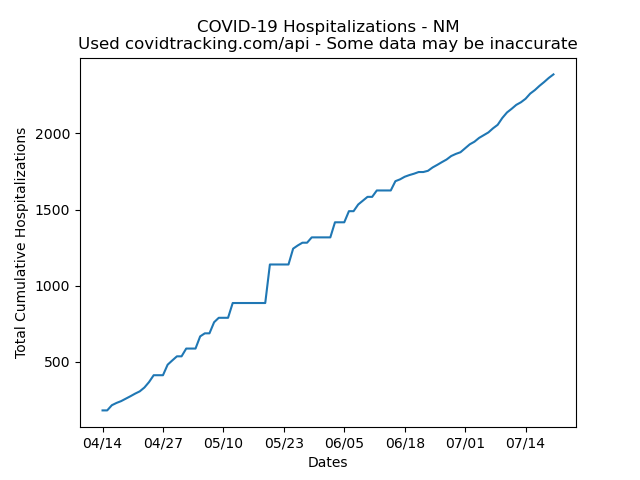 COVID-19 Hospitalizations - NM
Used covidtracking.com/api - Some data may be inaccurate
Total Cumulative Hospitalizations
2000
1500
1000
500
04/14 04/27 05/10 05/23 06/05 06/18 07/01 07/14
Dates